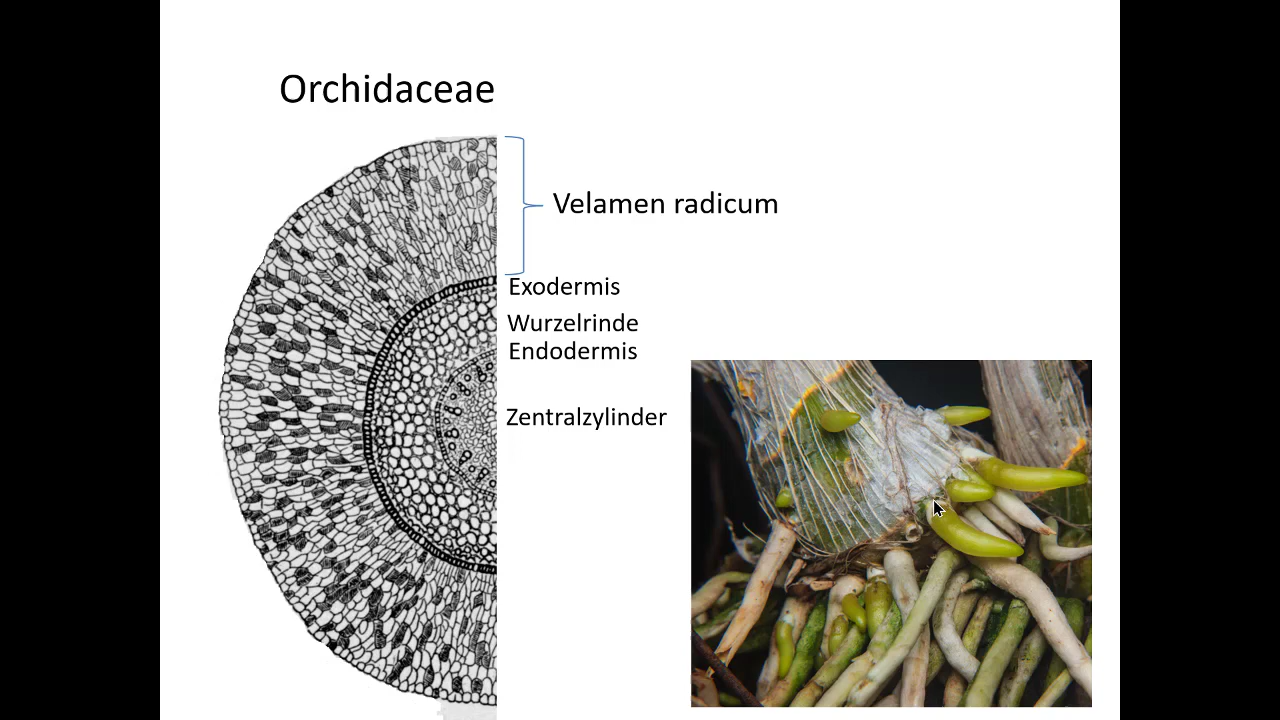 Orchidaceae
Velamen radicum
Exodermis
Wurzelrinde
Endodermis
Zentralzylinder